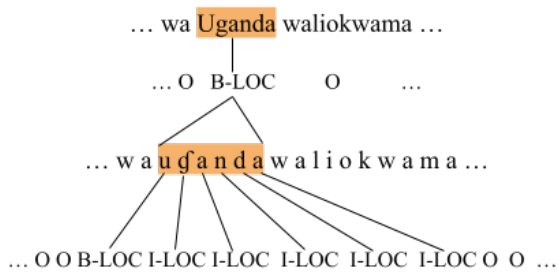 … wa Uganda waliokwama …
… O B-LOC O …
… w a u ɠ a n d a w a l i o k w a m a …
… O O B-LOC I-LOC I-LOC I-LOC I-LOC I-LOC O O …